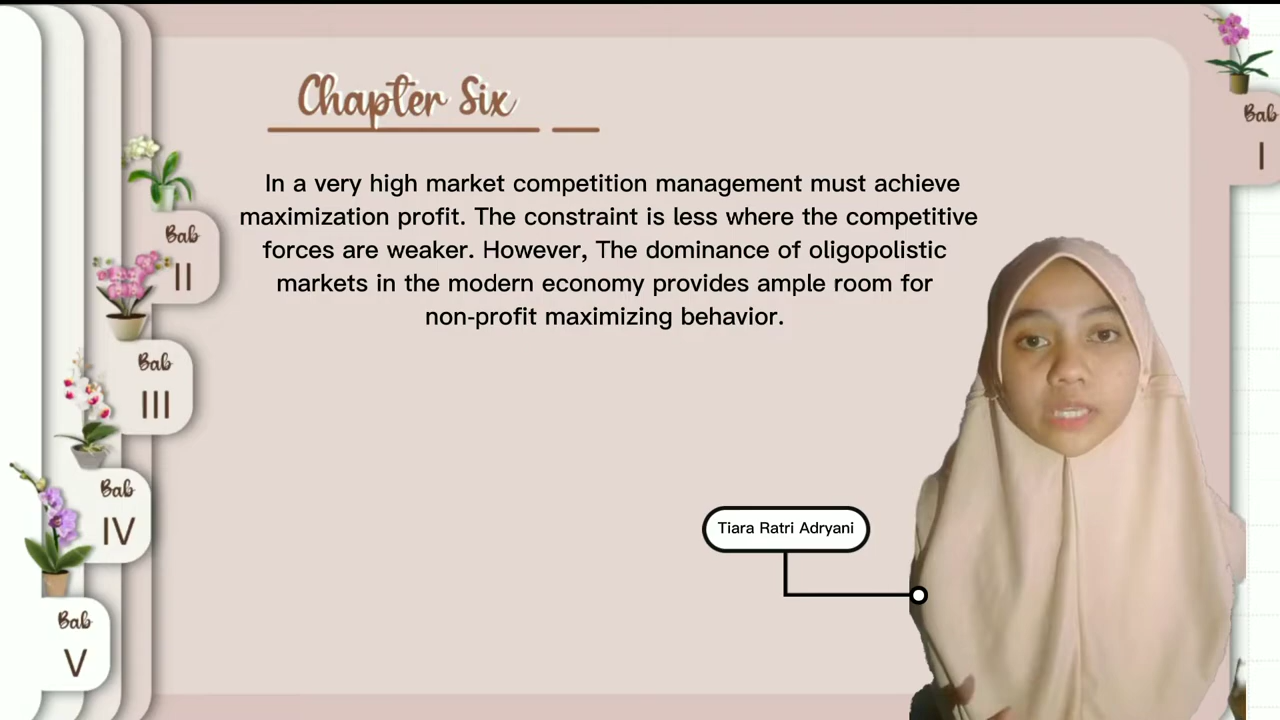 Chapter Six
In a very high market competition management must achieve
maximization profit. The constraint is less where the competitive
forces are weaker. However, The dominance of oligopolistic
markets in the modern economy provides ample room for
non-profit maximizing behavior.
Tiara Ratri Adryani
Bab
I
Bab
II
Bab
III
Bab
IV
Bab
V